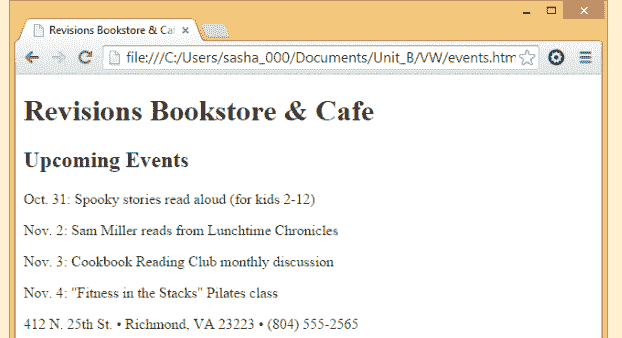 Revisions Bookstore & Ca
file:///C:/Users/sasha_000/Documents/Unit_B/VW/events.htm
Revisions Bookstore & Cafe
Upcoming Events
Oct. 31: Spooky stories read aloud (for kids 2-12)
Nov. 2: Sam Miller reads from Lunchtime Chronicles
Nov. 3: Cookbook Reading Club monthly discussion
Nov. 4: "Fitness in the Stacks" Pilates class
412 N. 25th St. • Richmond, VA 23223 • (804) 555-2565